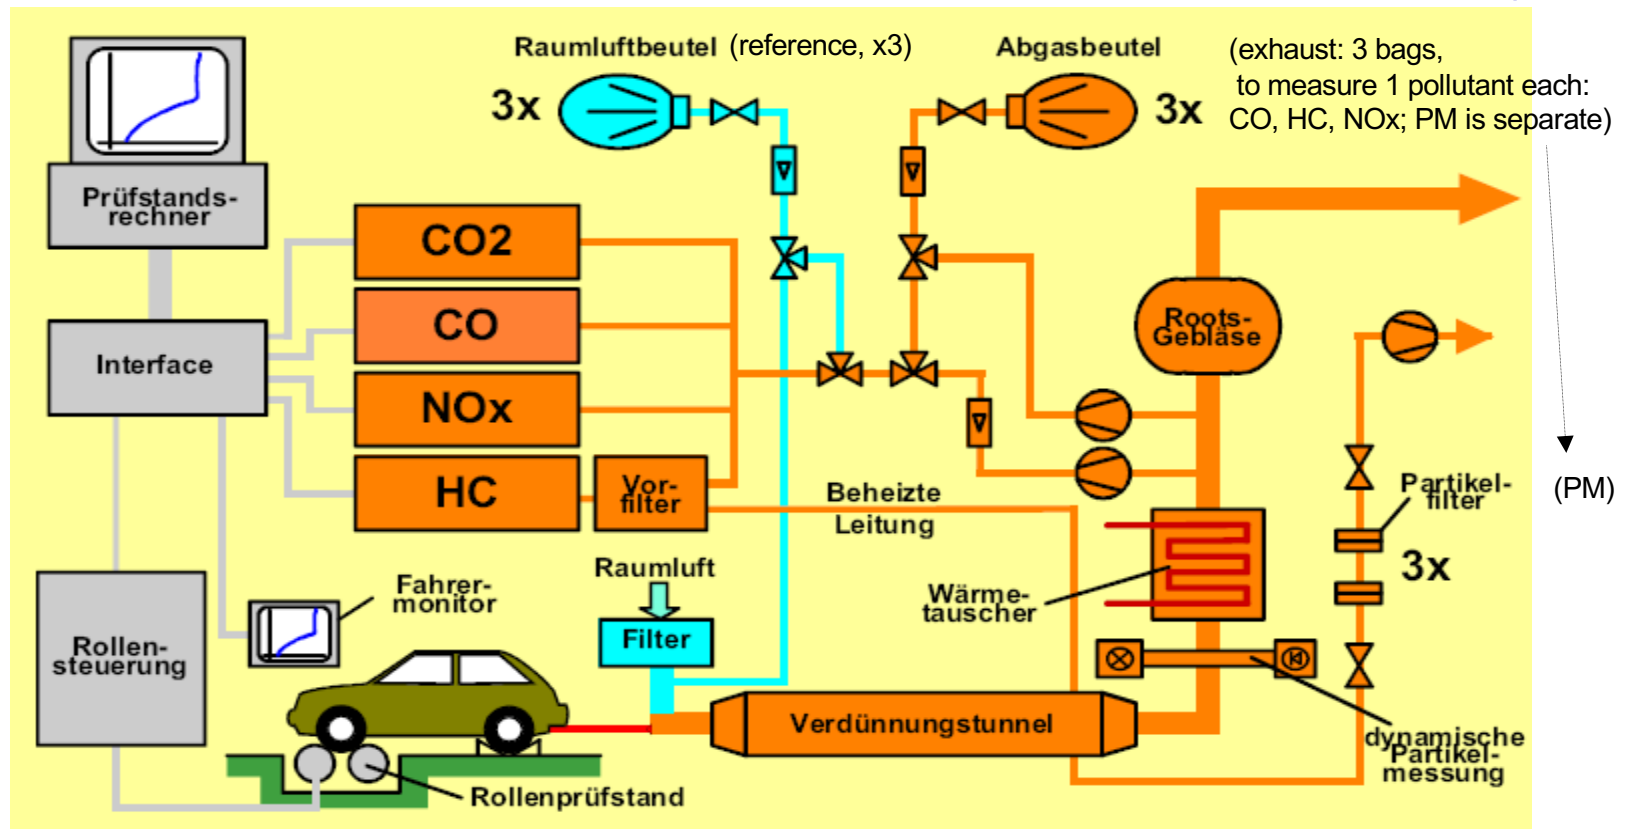 Raumluftbeutel (reference, x3)
Abgasbeutel
(exhaust: 3 bags,
to measure 1 pollutant each:
CO, HC, NOx; PM is separate)
3x
3x
Prüfstands-
rechner
CO2
CO
NOx
HC
Vor-
filter
Interface
Roots-
Gebläse
Beheizte
Leitung
Partikel-
filter
(PM)
3x
Raumluft
Filter
Fahrer-
monitor
Wärme-
tauscher
Rollen-
steuerung
Verdünnungstunnel
dynamische
Partikel-
messung
Rollenprüfstand